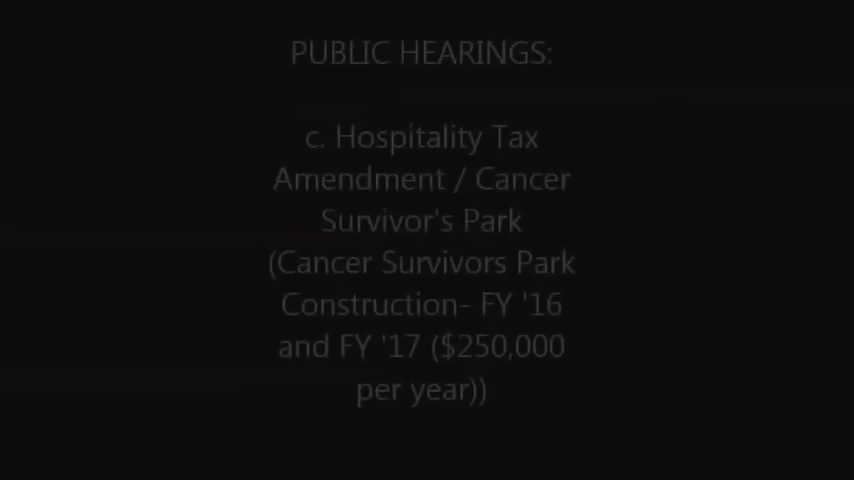 PUBLIC HEARINGS:
c. Hospitality Tax
Amendment / Cancer
Survivor's Park
(Cancer Survivors Park
Construction- FY '16
and FY '17 ($250,000
per year))